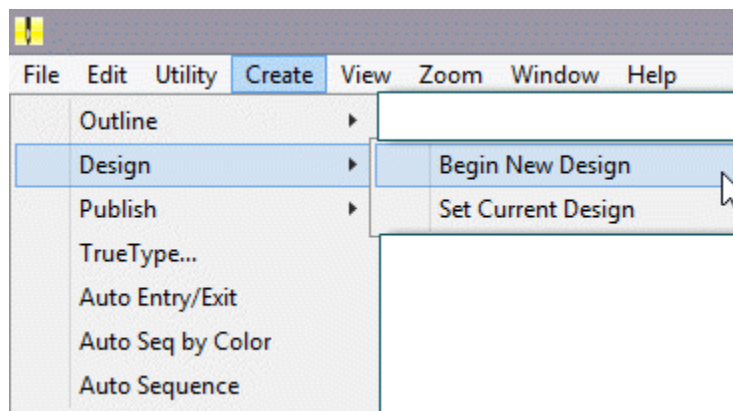 File Edit Utility Create View Zoom Window Help
Outline
Design
Begin New Design
Publish
Set Current Design
TrueType...
Auto Entry/Exit
Auto Seq by Color
Auto Sequence